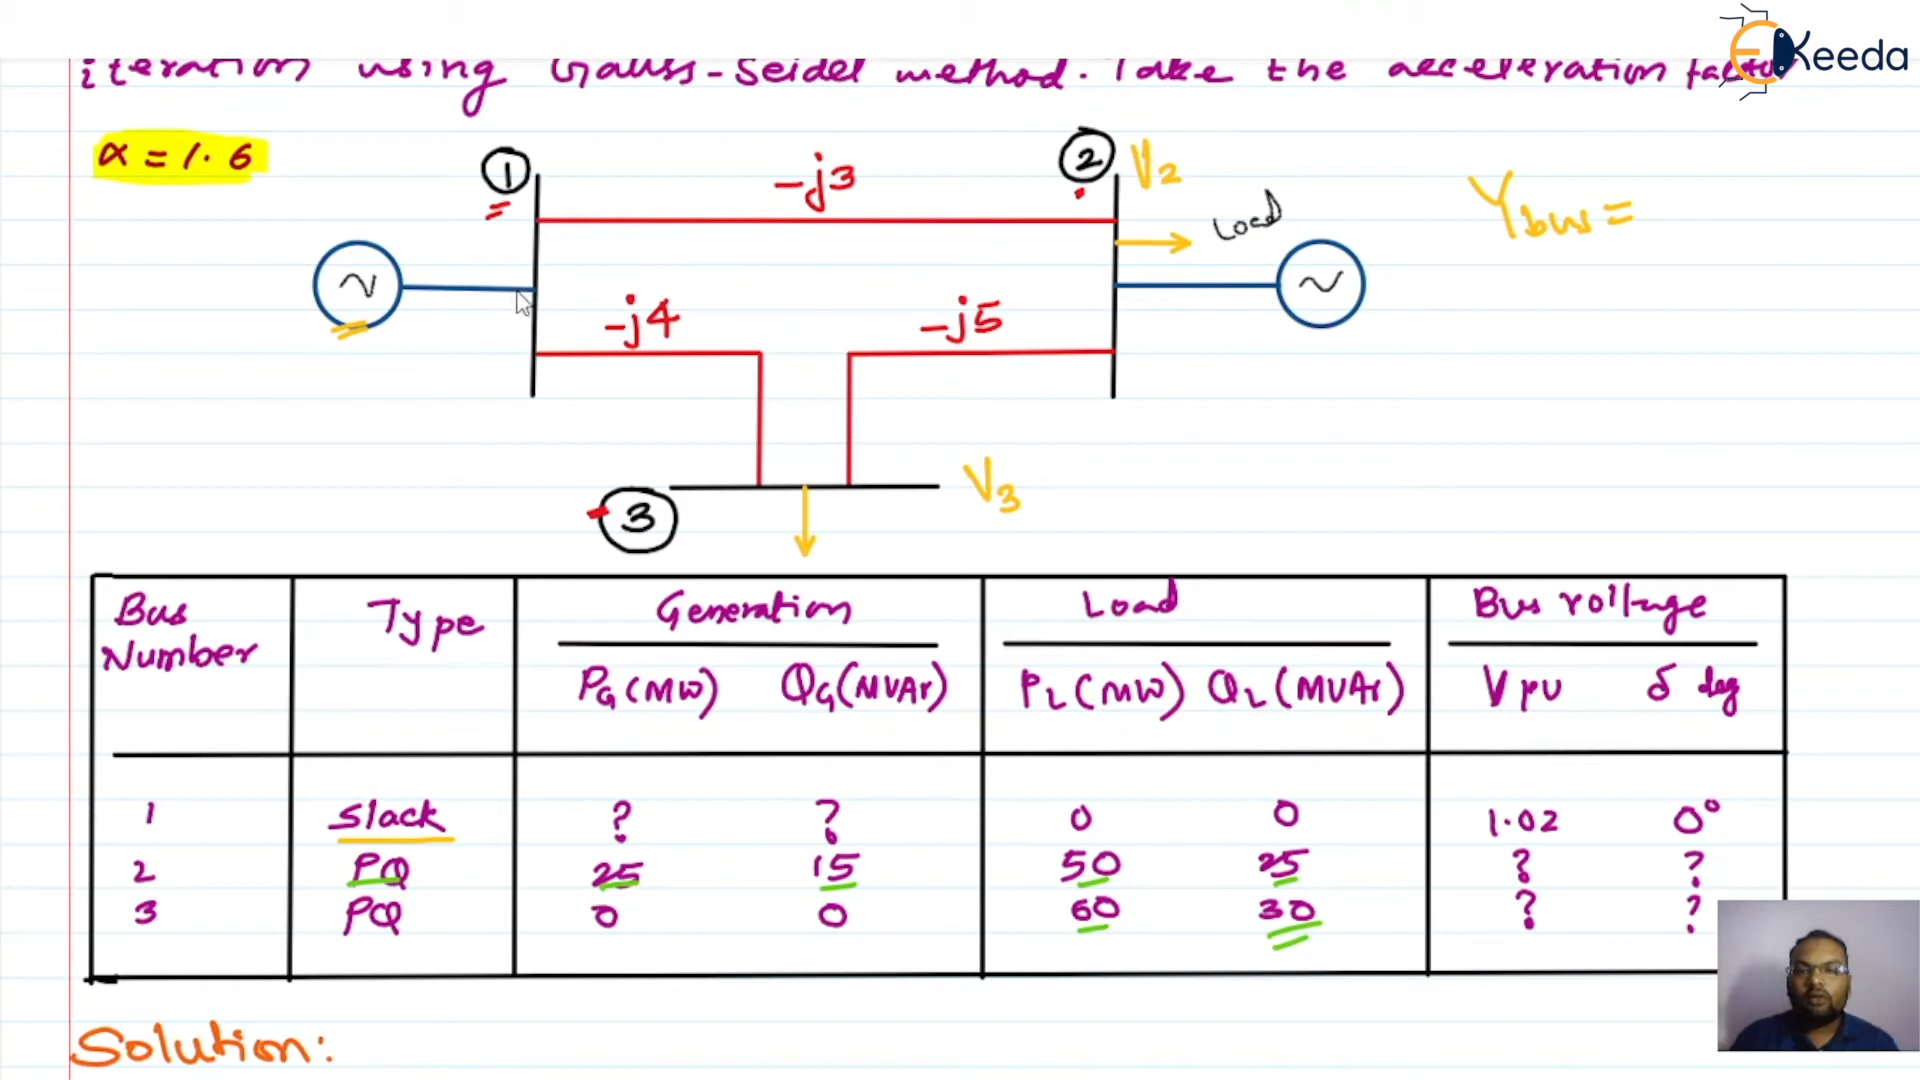 Keeda
iteration using Gauss-Seidel method. Take the acceleration factor
α = 1.6
1
-j3
2
V2
Load
Ybus =
-j4
-j5
3
V3
Bus Number
Type
Generation
Load
Bus voltage
PG(MW) QG(MVAr)
PL(MW) QL(MVAr)
V pu δ deg
1 Slack ? ? 0 0 1.02 0°
2 PQ 25 15 50 25 ? ?
3 PQ 0 0 60 30 ? ?
Solution: